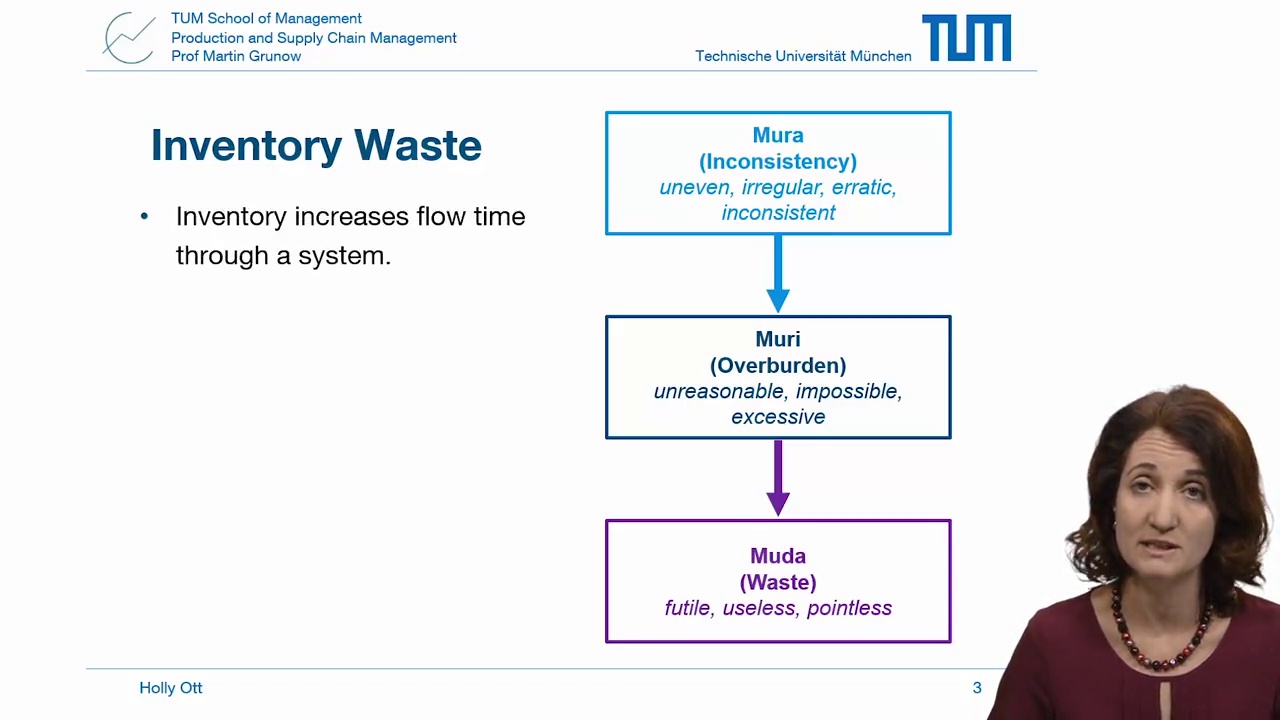 TUM School of Management
Production and Supply Chain Management
Prof Martin Grunow
Technische Universität München
TUM
Inventory Waste
• Inventory increases flow time
through a system.
Mura
(Inconsistency)
uneven, irregular, erratic,
inconsistent
Muri
(Overburden)
unreasonable, impossible,
excessive
Muda
(Waste)
futile, useless, pointless
Holly Ott
3